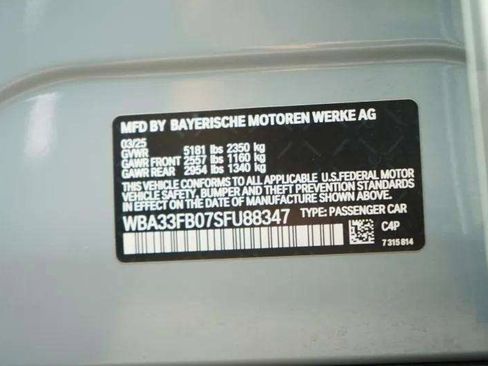 MFD BY BAYERISCHE MOTOREN WERKE AG
03/25
GVWR 5181 lbs 2350 kg
GAWR FRONT 2557 lbs 1160 kg
GAWR REAR 2954 lbs 1340 kg
THIS VEHICLE CONFORMS TO ALL APPLICABLE U.S.FEDERAL MOTOR
VEHICLE SAFETY, BUMPER, AND THEFT PREVENTION STANDARDS
IN EFFECT ON THE DATE OF MANUFACTURE SHOWN ABOVE.
WBA33FB07SFU88347 TYPE: PASSENGER CAR
C4P
7 315 814